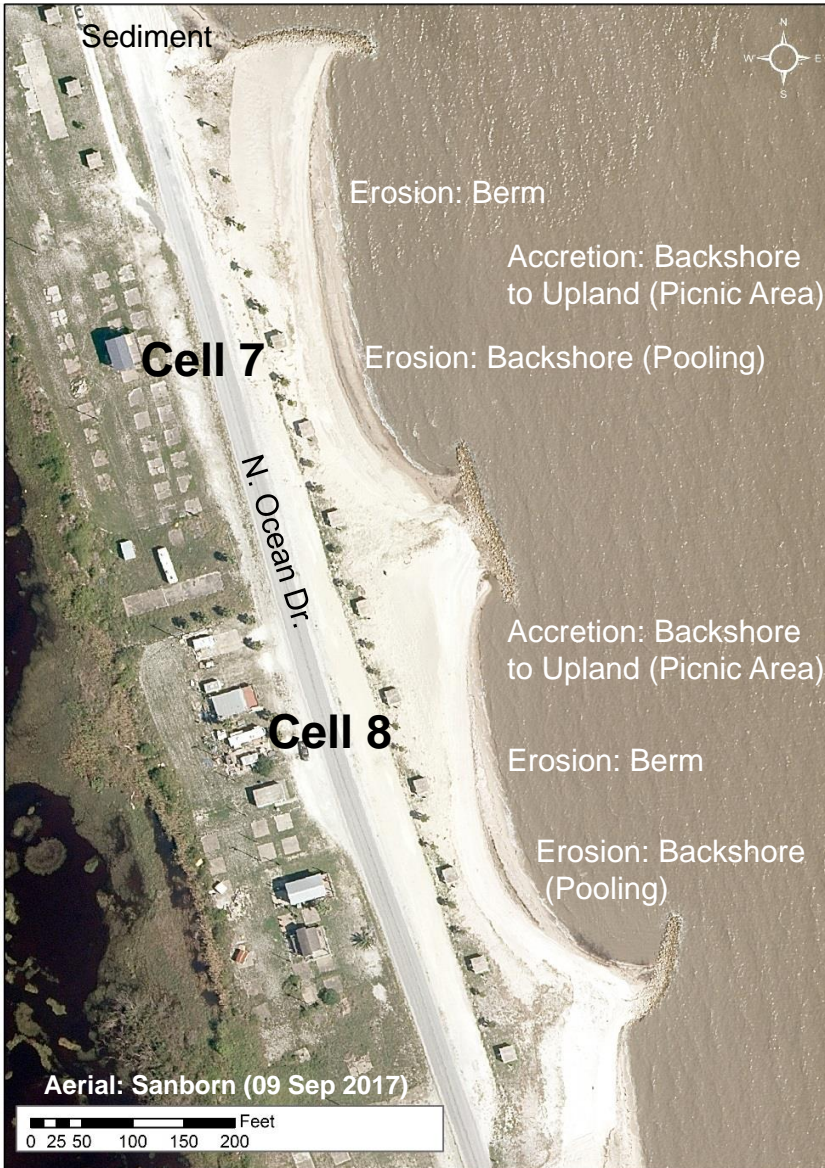 Sediment
N
W E
S
Erosion: Berm
Accretion: Backshore
to Upland (Picnic Area)
Cell 7
Erosion: Backshore (Pooling)
N. Ocean Dr.
Accretion: Backshore
to Upland (Picnic Area)
Cell 8
Erosion: Berm
Erosion: Backshore
(Pooling)
Aerial: Sanborn (09 Sep 2017)
Feet
0 25 50 100 150 200